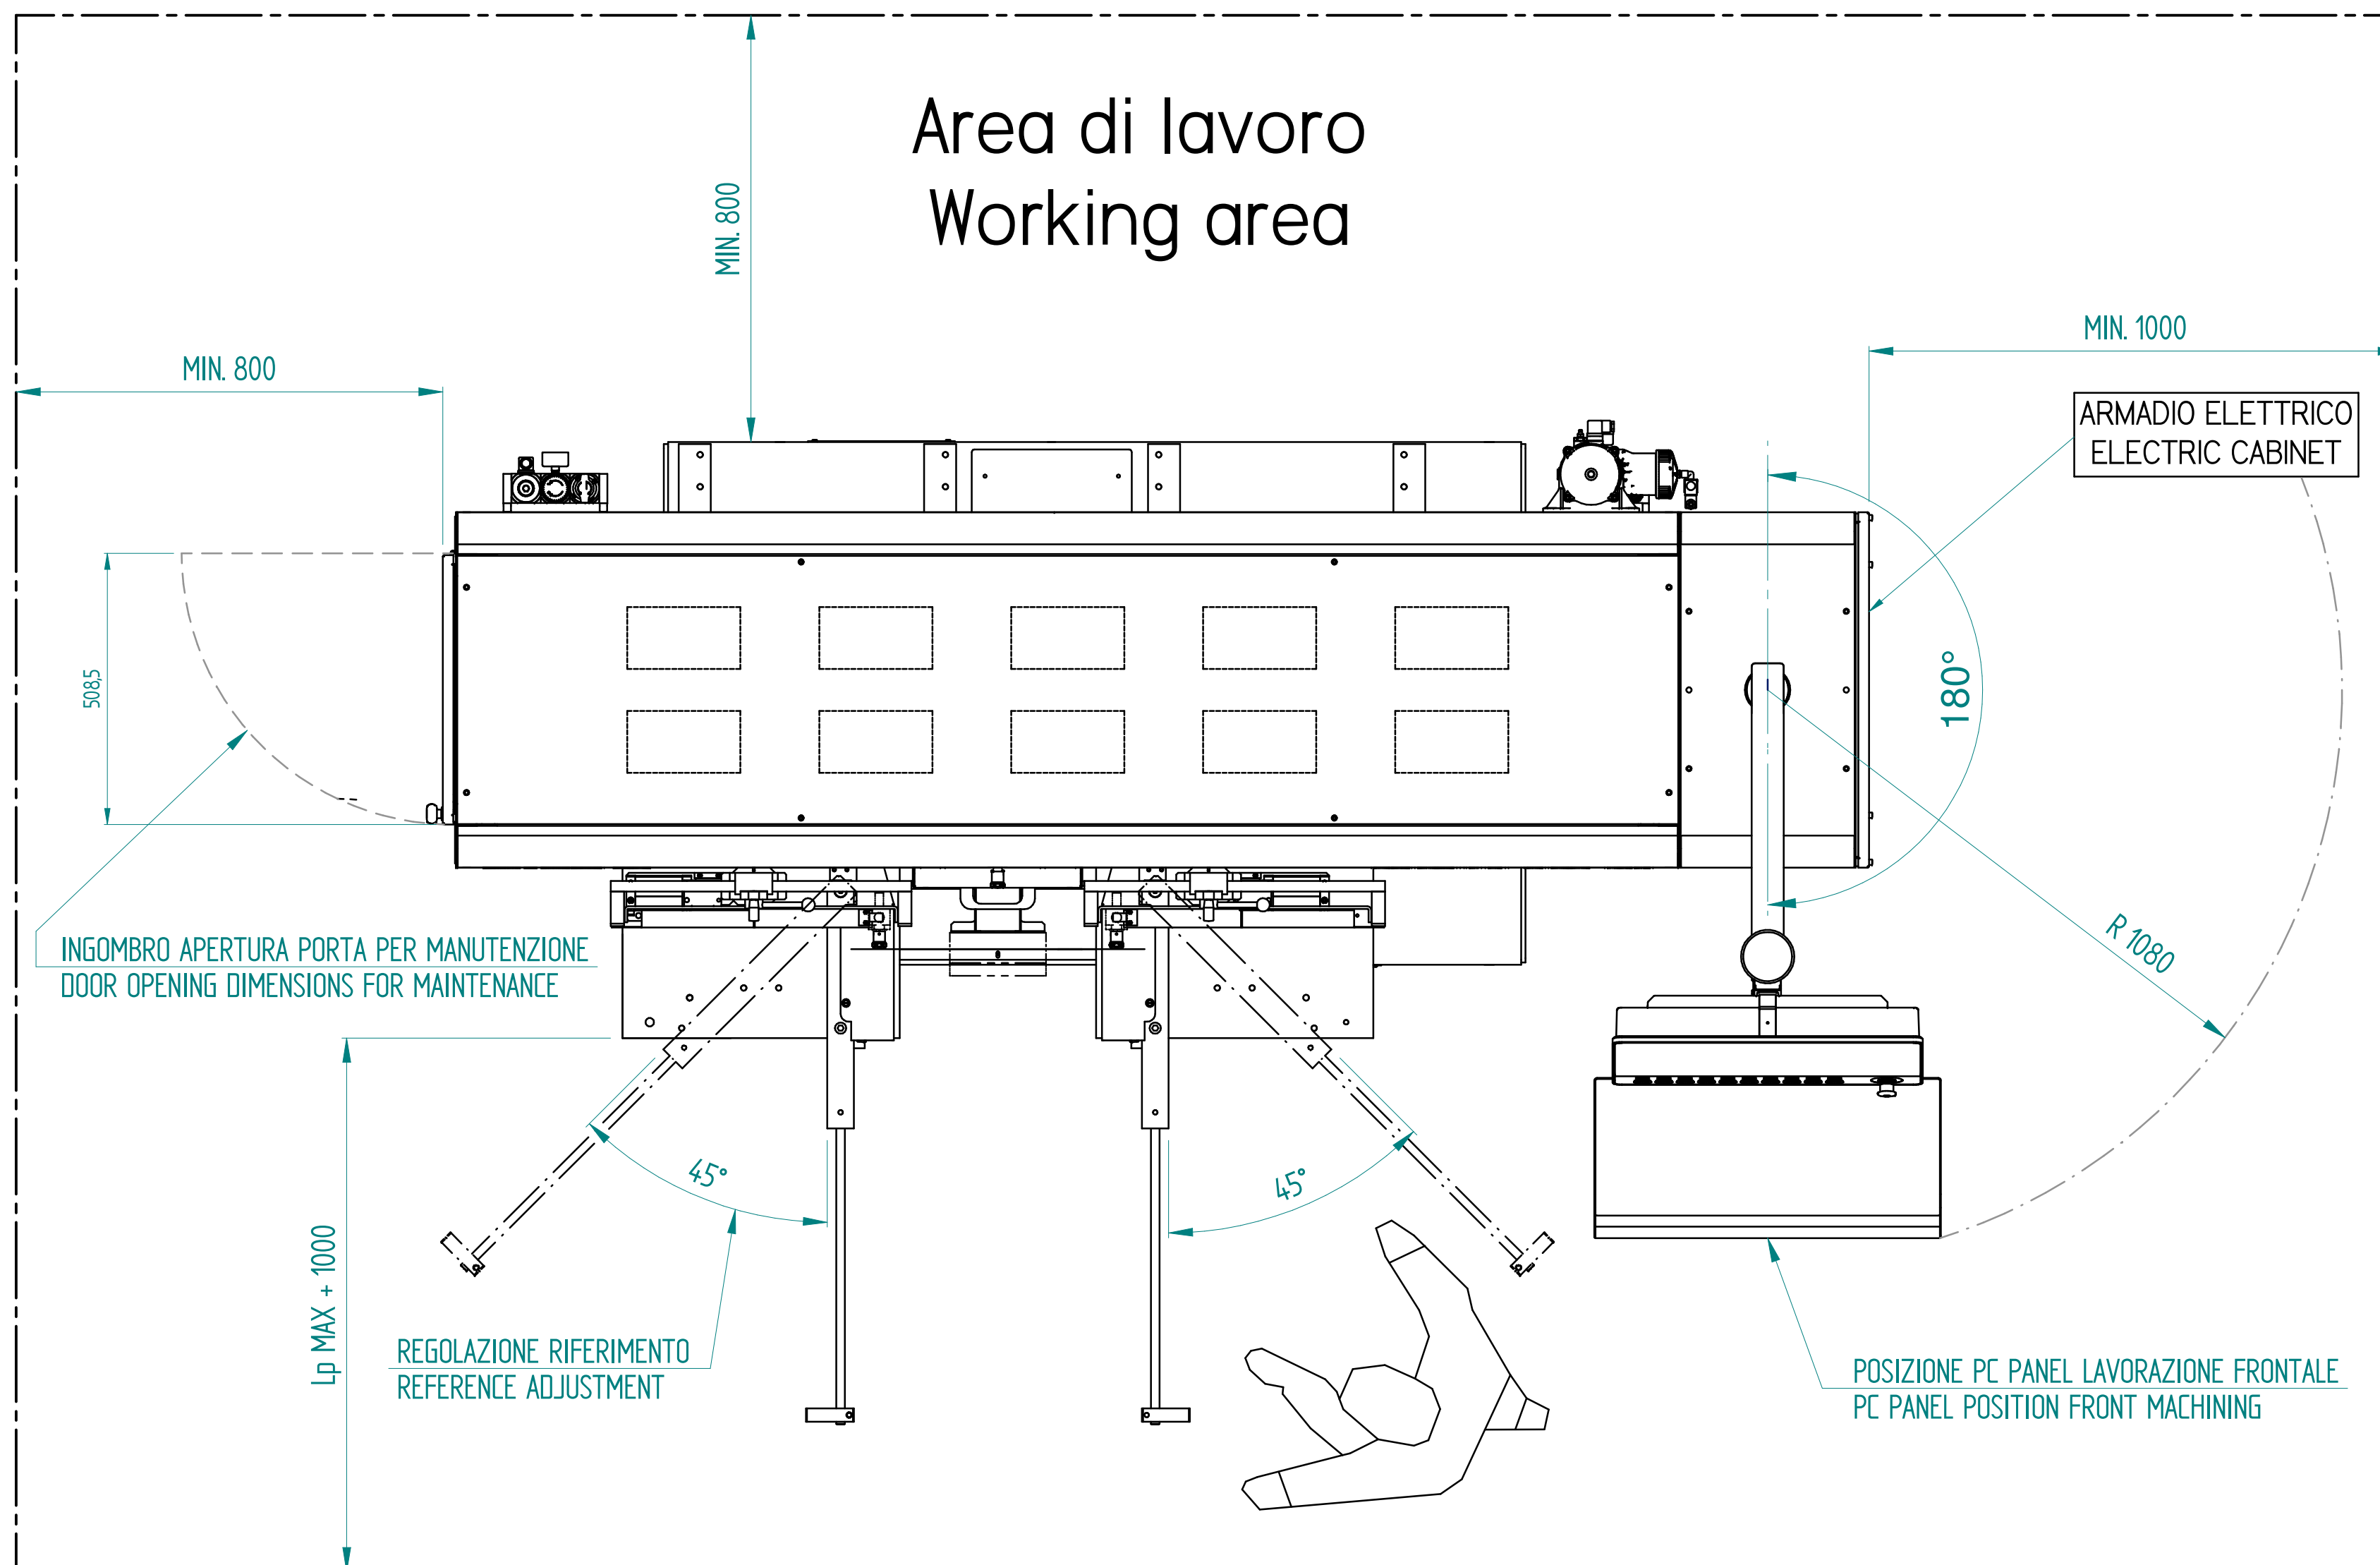 Area di lavoro
Working area
MIN. 800
MIN. 800
MIN. 1000
ARMADIO ELETTRICO
ELECTRIC CABINET
508,5
180°
R 1080
INGOMBRO APERTURA PORTA PER MANUTENZIONE
DOOR OPENING DIMENSIONS FOR MAINTENANCE
45°
45°
Lp MAX + 1000
REGOLAZIONE RIFERIMENTO
REFERENCE ADJUSTMENT
POSIZIONE PC PANEL LAVORAZIONE FRONTALE
PC PANEL POSITION FRONT MACHINING